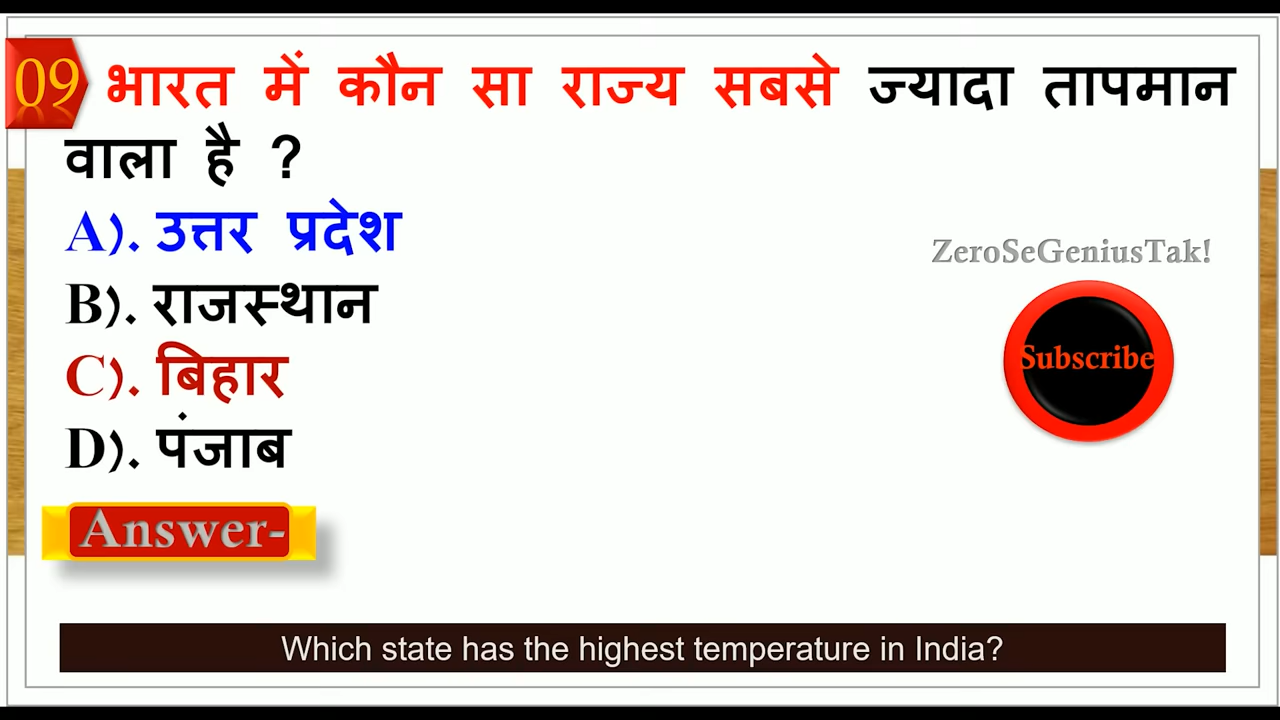 09 भारत में कौन सा राज्य सबसे ज्यादा तापमान
वाला है ?
A). उत्तर प्रदेश
B). राजस्थान
C). बिहार
D). पंजाब
ZeroSeGeniusTak!
Subscribe
Answer-
Which state has the highest temperature in India?